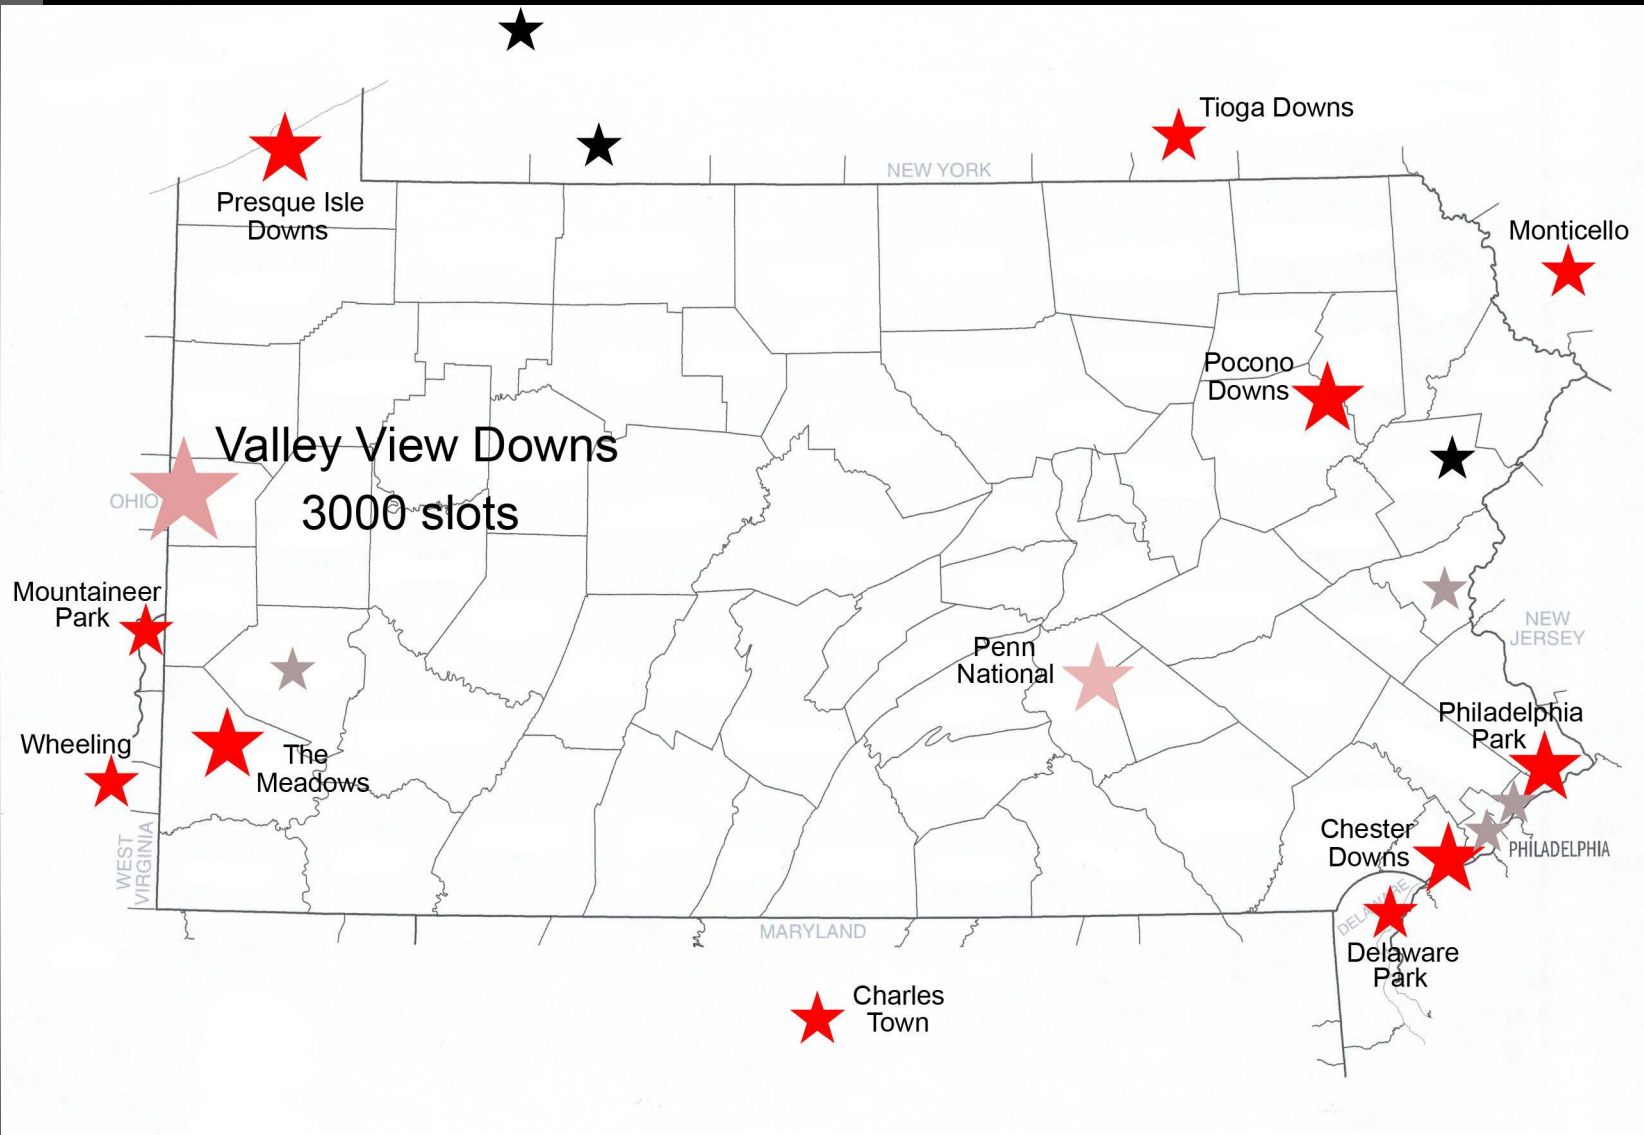 Tioga Downs
NEW YORK
Presque Isle
Downs
Monticello
Pocono
Downs
Valley View Downs
3000 slots
OHIO
Mountaineer
Park
NEW
JERSEY
Penn
National
Philadelphia
Park
Wheeling
The
Meadows
WEST
VIRGINIA
Chester
Downs
PHILADELPHIA
DELAWARE
MARYLAND
Delaware
Park
Charles
Town